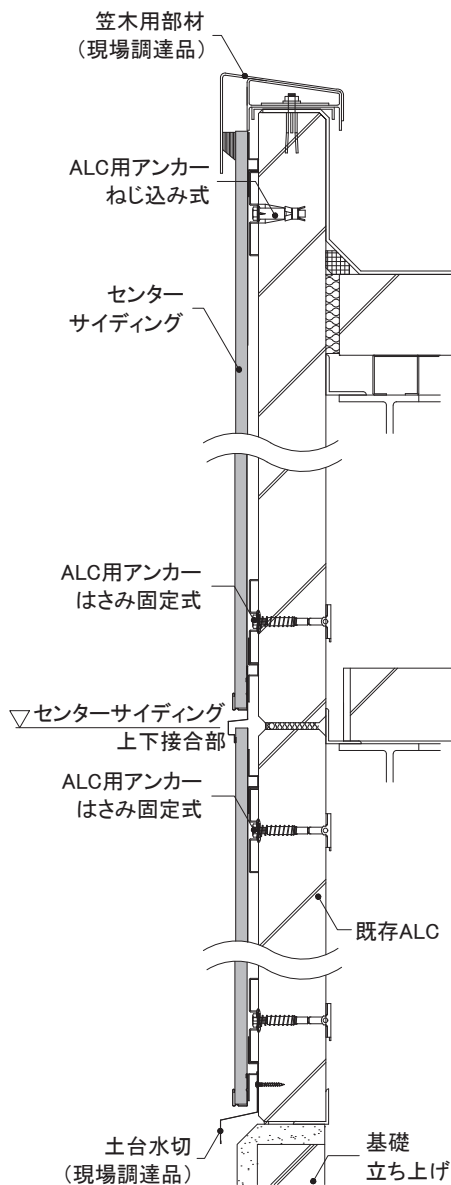 笠木用部材
（現場調達品）
ALC用アンカー
ねじ込み式
センター
サイディング
ALC用アンカー
はさみ固定式
▽センターサイディング
上下接合部
ALC用アンカー
はさみ固定式
既存ALC
土台水切
（現場調達品）
基礎
立ち上げ